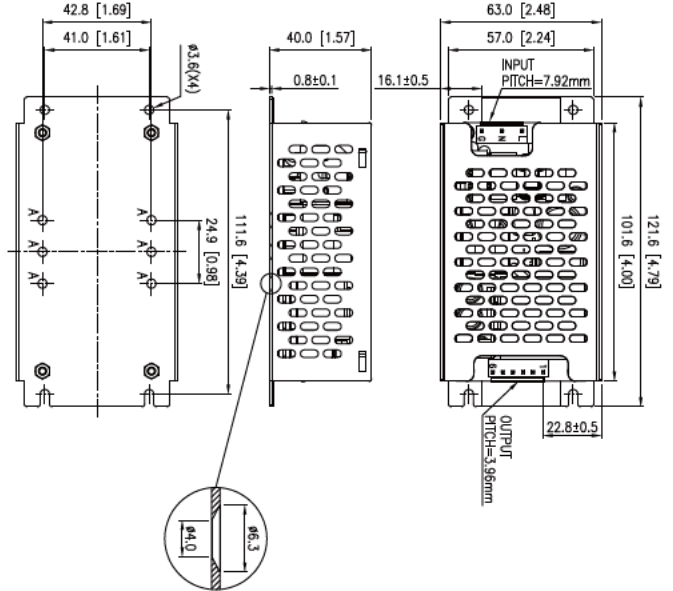 42.8 [1.69]
41.0 [1.61]
ø3.6(X4)
A
A
A
A
A
A
24.9 [0.98]
111.6 [4.39]
40.0 [1.57]
0.8±0.1
63.0 [2.48]
57.0 [2.24]
16.1±0.5
INPUT
PITCH=7.92mm
G N L
101.6 [4.00]
121.6 [4.79]
6 1
22.8±0.5
OUTPUT
PITCH=3.96mm
ø4.0
ø6.3